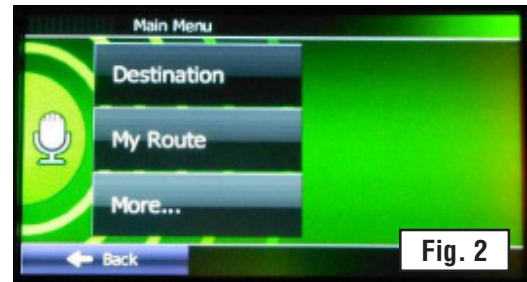 Main Menu
Destination
My Route
More...
Back
Fig. 2